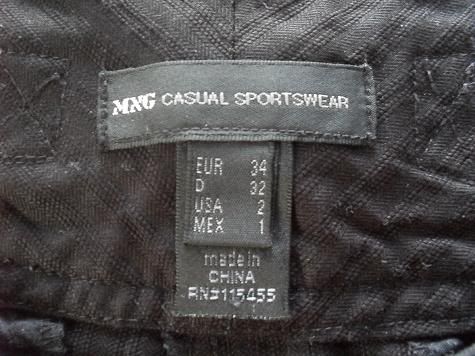 MNG CASUAL SPORTSWEAR
EUR 34
D 32
USA 2
MEX 1
made in
CHINA
RN#115455